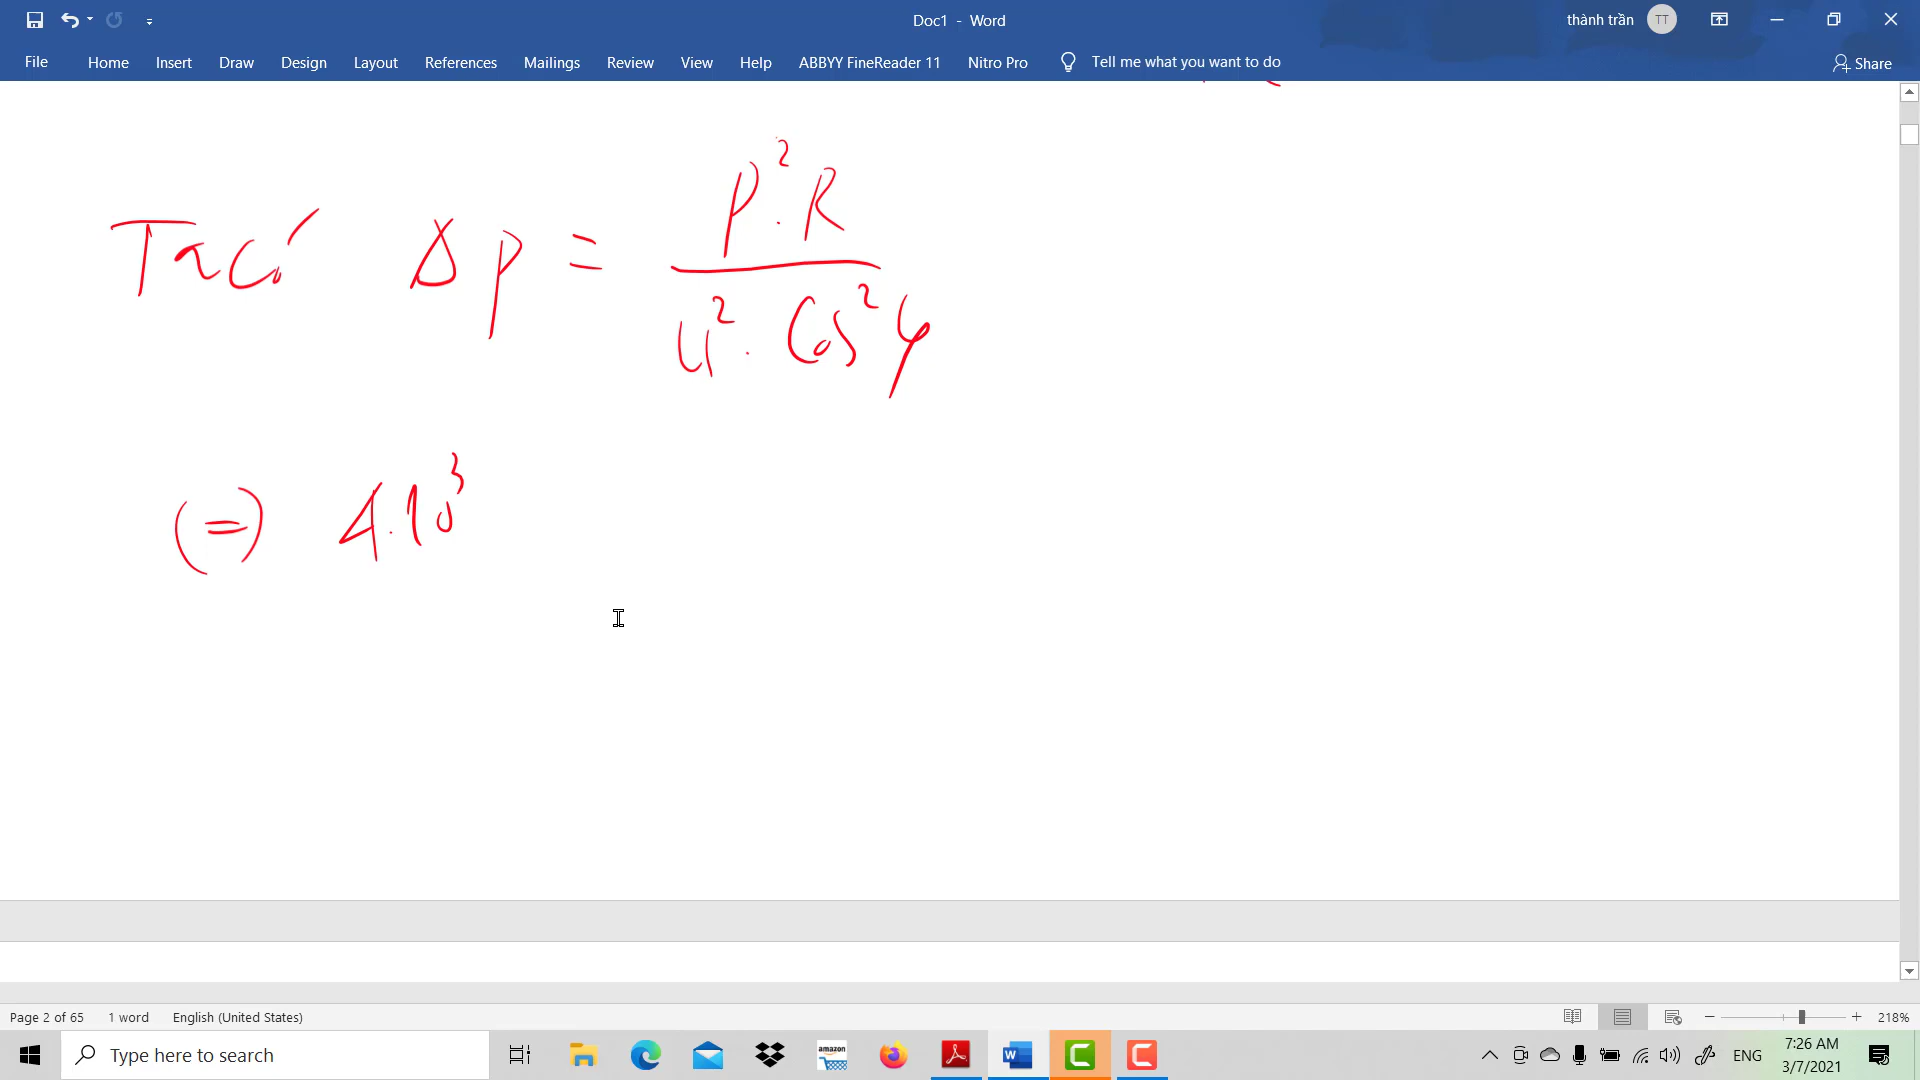 Doc1 - Word
thành trần
TT
File Home Insert Draw Design Layout References Mailings Review View Help ABBYY FineReader 11 Nitro Pro Tell me what you want to do Share
Ta có Δp = P².R / U².Cos²φ
(=) 4.10³
Page 2 of 65 1 word English (United States) 218%
Type here to search
amazon
ENG
7:26 AM
3/7/2021